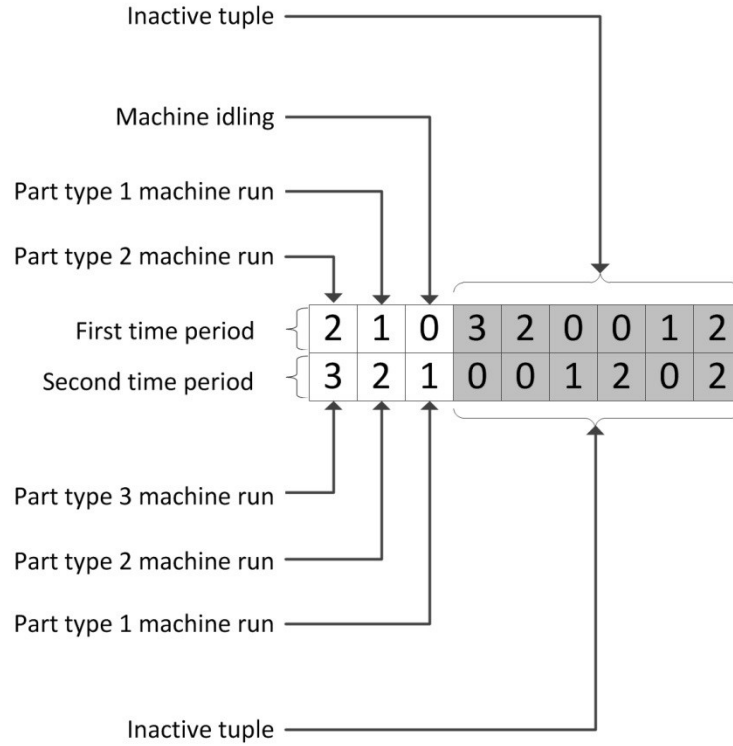 Inactive tuple
Machine idling
Part type 1 machine run
Part type 2 machine run
First time period 2 1 0 3 2 0 0 1 2
Second time period 3 2 1 0 0 1 2 0 2
Part type 3 machine run
Part type 2 machine run
Part type 1 machine run
Inactive tuple